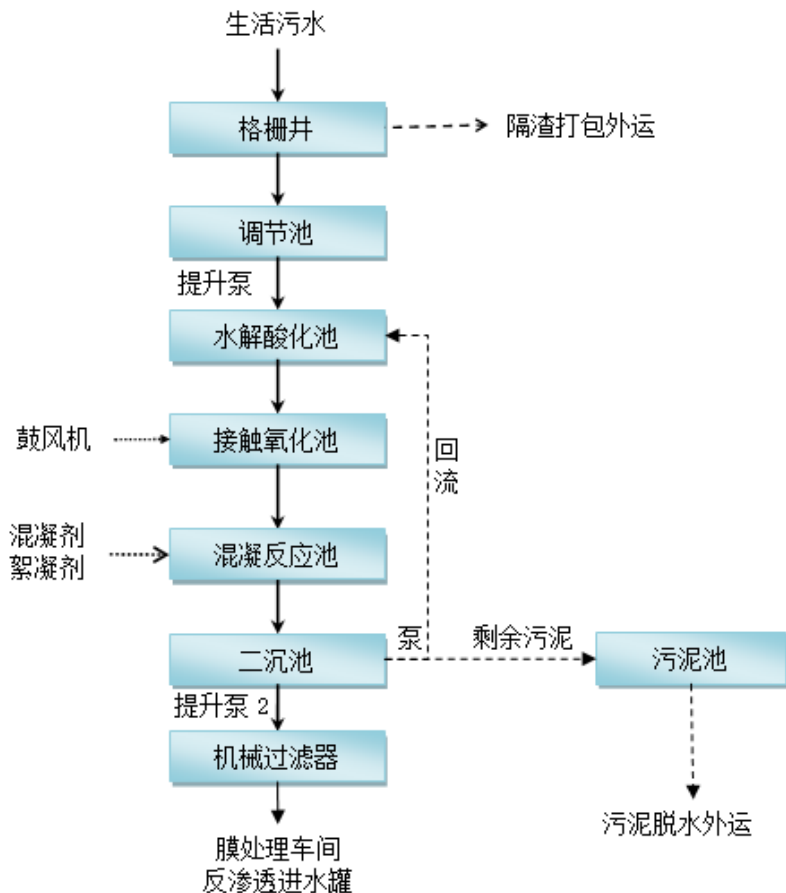 生活污水
格栅井
隔渣打包外运
调节池
提升泵
水解酸化池
鼓风机
接触氧化池
回
流
混凝剂
絮凝剂
混凝反应池
二沉池
泵
剩余污泥
污泥池
提升泵 2
机械过滤器
污泥脱水外运
膜处理车间
反渗透进水罐